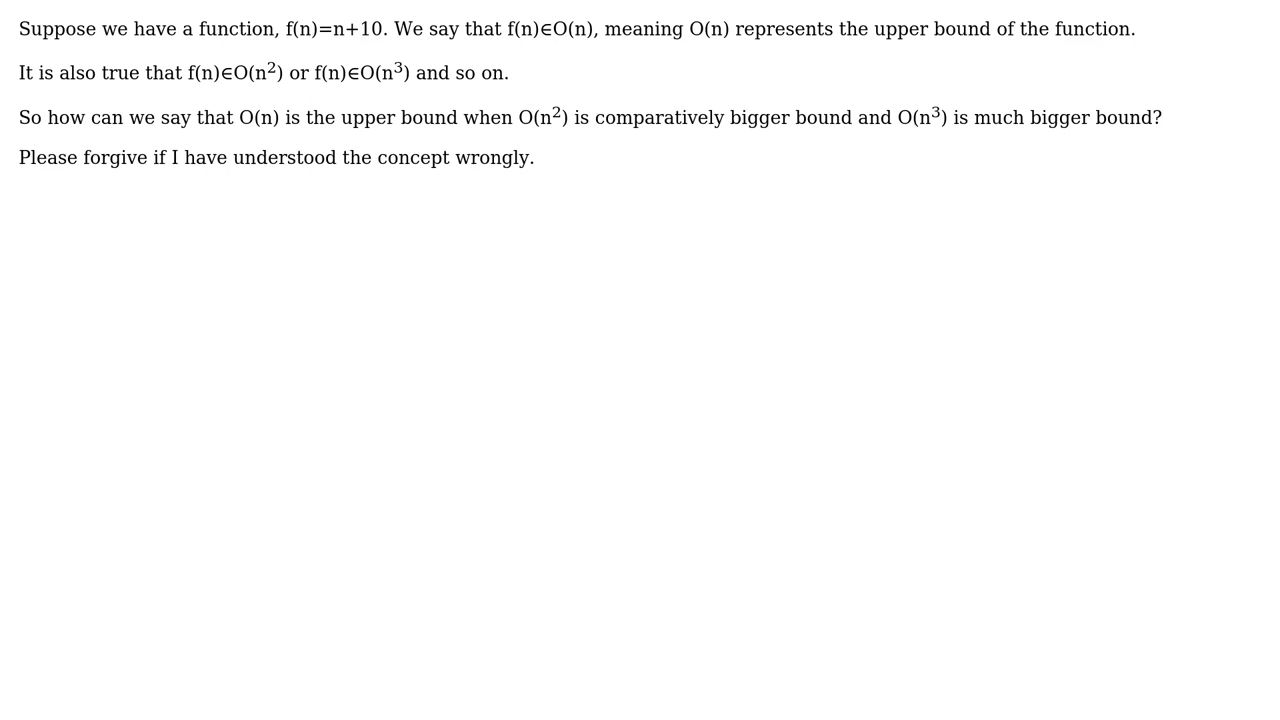 Suppose we have a function, f(n)=n+10. We say that f(n)∈O(n), meaning O(n) represents the upper bound of the function.
It is also true that f(n)∈O(n²) or f(n)∈O(n³) and so on.
So how can we say that O(n) is the upper bound when O(n²) is comparatively bigger bound and O(n³) is much bigger bound?
Please forgive if I have understood the concept wrongly.